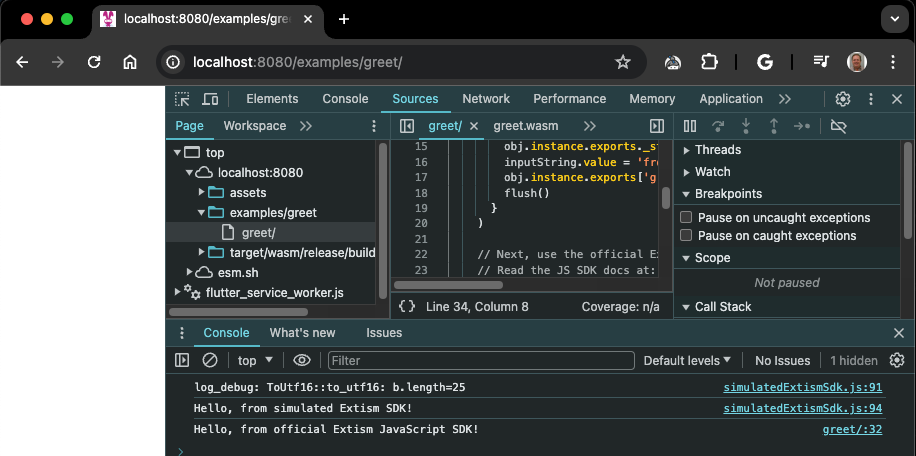 localhost:8080/examples/gree
localhost:8080/examples/greet/
Elements Console Sources Network Performance Memory Application
Page Workspace
greet/ greet.wasm
top
localhost:8080
assets
examples/greet
greet/
target/wasm/release/build
esm.sh
flutter_service_worker.js
15 obj.instance.exports._s
16 inputString.value = 'fr
17 obj.instance.exports['g
18 flush()
19 }
20 )
21
22 // Next, use the official E
23 // Read the JS SDK docs at:
{} Line 34, Column 8 Coverage: n/a
Threads
Watch
Breakpoints
Pause on uncaught exceptions
Pause on caught exceptions
Scope
Not paused
Call Stack
Console What's new Issues
top Filter Default levels No Issues 1 hidden
log_debug: ToUtf16::to_utf16: b.length=25 simulatedExtismSdk.js:91
Hello, from simulated Extism SDK! simulatedExtismSdk.js:94
Hello, from official Extism JavaScript SDK! greet/:32
>